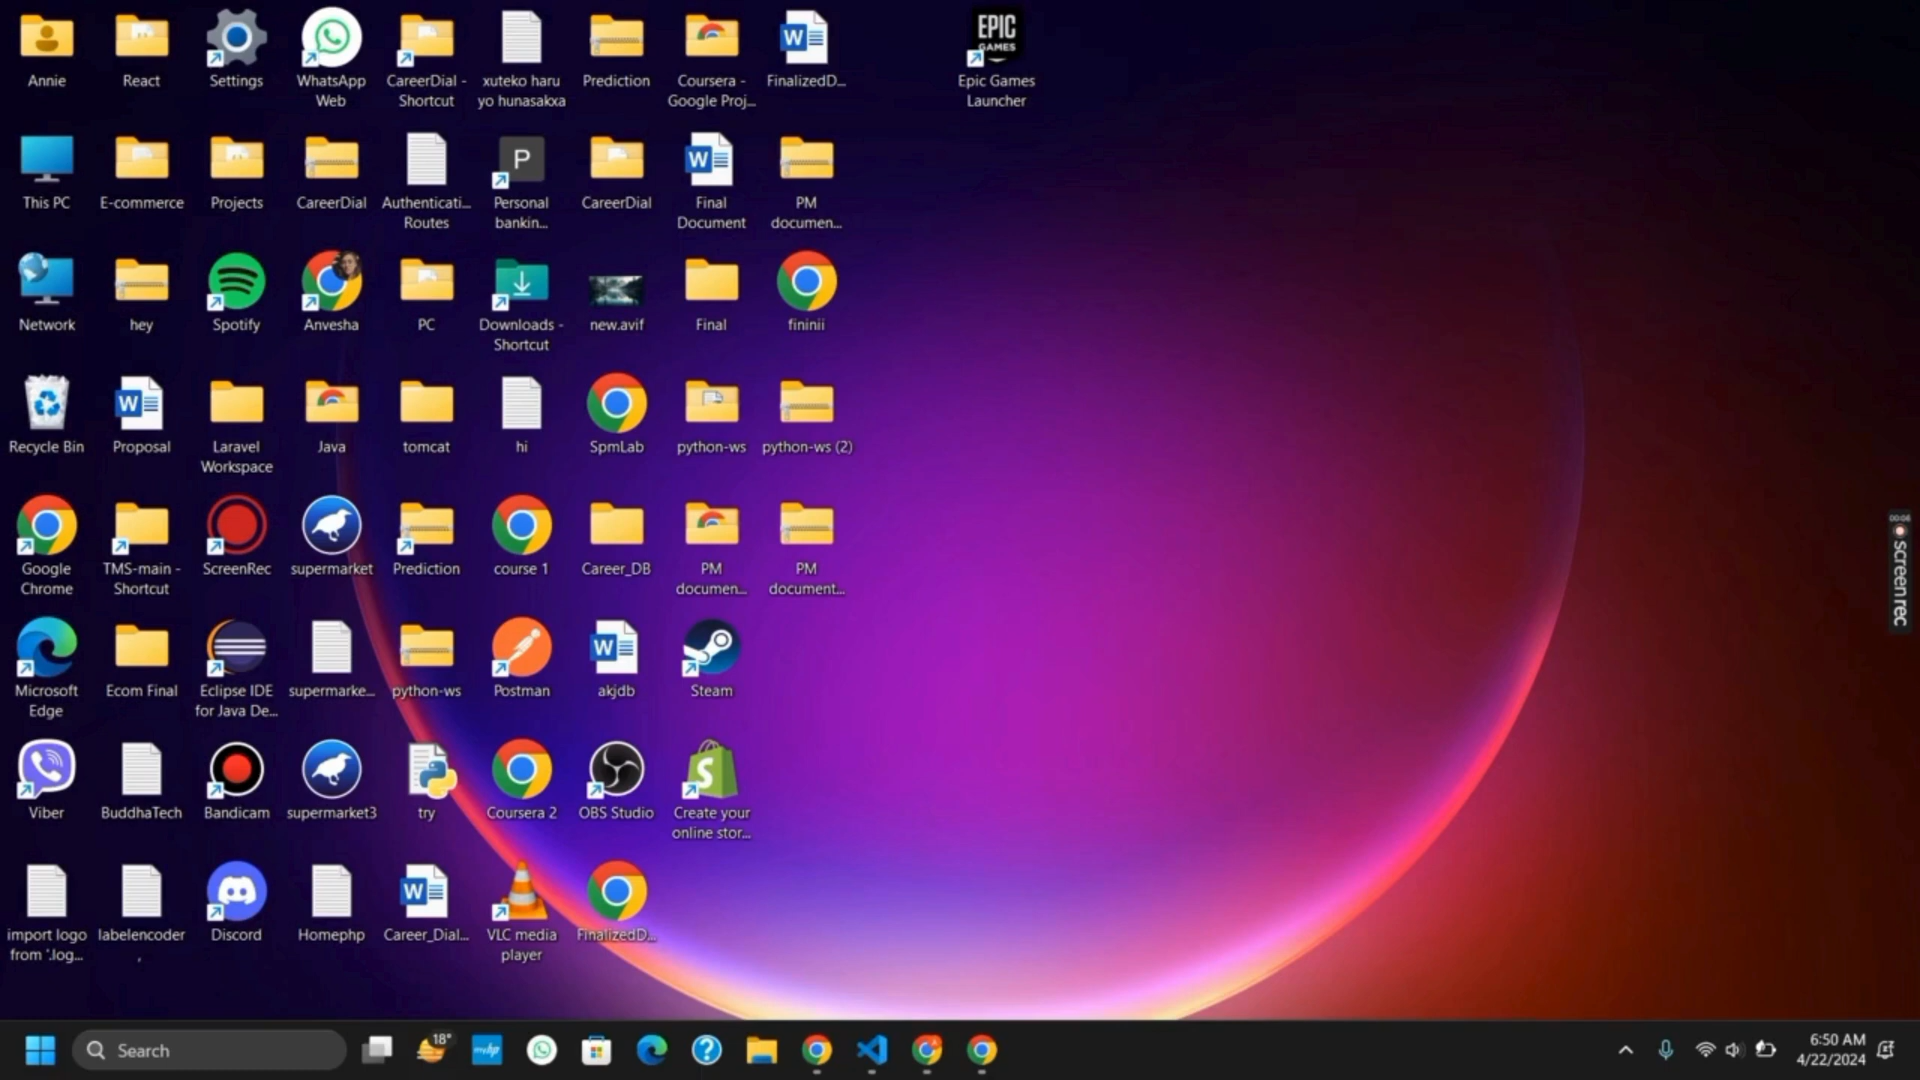 Annie
React
Settings
WhatsApp
Web
CareerDial -
Shortcut
xuteko haru
yo hunasakxa
Prediction
Coursera -
Google Proj...
FinalizedD...
EPIC
GAMES
Epic Games
Launcher
This PC
E-commerce
Projects
CareerDial
Authenticati...
Routes
P
Personal
bankin...
CareerDial
Final
Document
PM
documen...
Network
hey
Spotify
Anvesha
PC
Downloads -
Shortcut
new.avif
Final
fininii
Recycle Bin
Proposal
Laravel
Workspace
Java
tomcat
hi
SpmLab
python-ws
python-ws (2)
Google
Chrome
TMS-main -
Shortcut
ScreenRec
supermarket
Prediction
course 1
Career_DB
PM
documen...
PM
document...
00:06
screenrec
Microsoft
Edge
Ecom Final
Eclipse IDE
for Java De...
supermarke...
python-ws
Postman
akjdb
Steam
Viber
BuddhaTech
Bandicam
supermarket3
try
Coursera 2
OBS Studio
Create your
online stor...
import logo
from '.log...
labelencoder
,
Discord
Homephp
Career_Dial...
VLC media
player
FinalizedD...
Search
18°
myhp
6:50 AM
4/22/2024